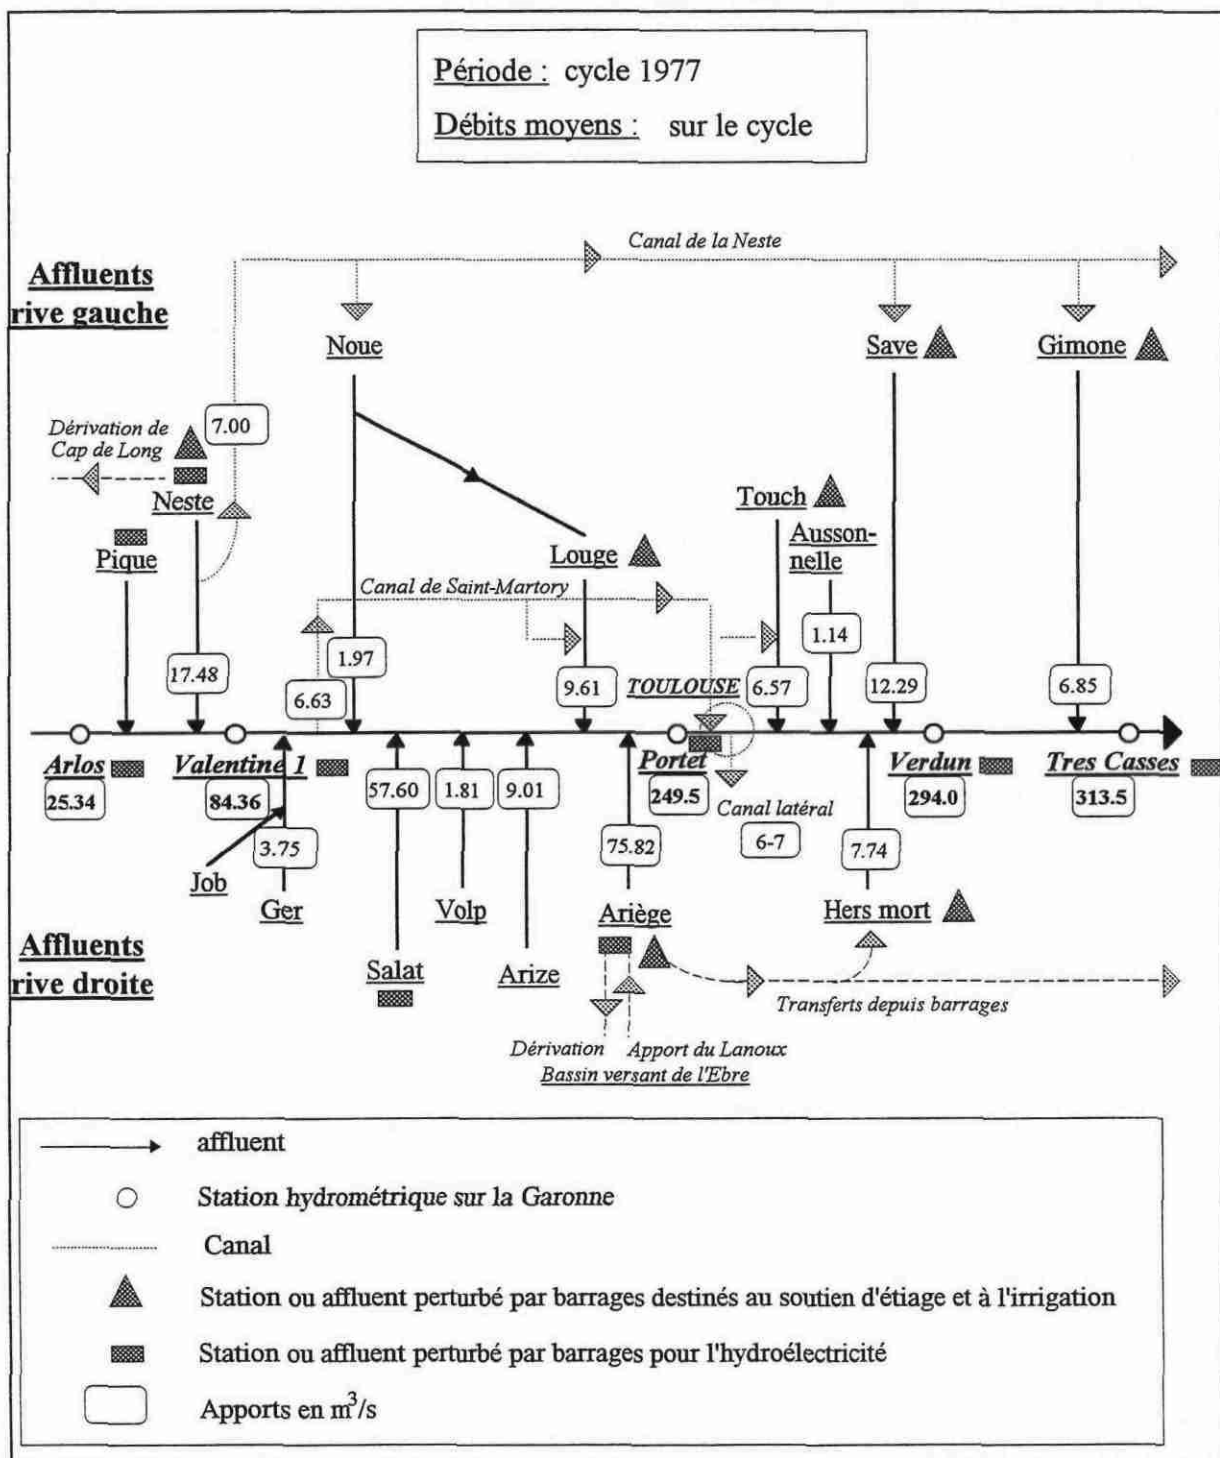 Période : cycle 1977
Débits moyens : sur le cycle
Canal de la Neste
Affluents
rive gauche
Noue
Save
Gimone
7.00
Dérivation de
Cap de Long
Neste
Pique
Touch
Ausson-
nelle
Louge
Canal de Saint-Martory
1.14
17.48
6.63
1.97
9.61
TOULOUSE
6.57
12.29
6.85
Arlos
Valentine 1
Portet
Verdun
Tres Casses
25.34
84.36
57.60
1.81
9.01
249.5
294.0
313.5
Canal latéral
6-7
3.75
75.82
7.74
Job
Ger
Volp
Ariège
Hers mort
Affluents
rive droite
Salat
Arize
Transferts depuis barrages
Dérivation
Apport du Lanoux
Bassin versant de l'Ebre
affluent
Station hydrométrique sur la Garonne
Canal
Station ou affluent perturbé par barrages destinés au soutien d'étiage et à l'irrigation
Station ou affluent perturbé par barrages pour l'hydroélectricité
Apports en m³/s